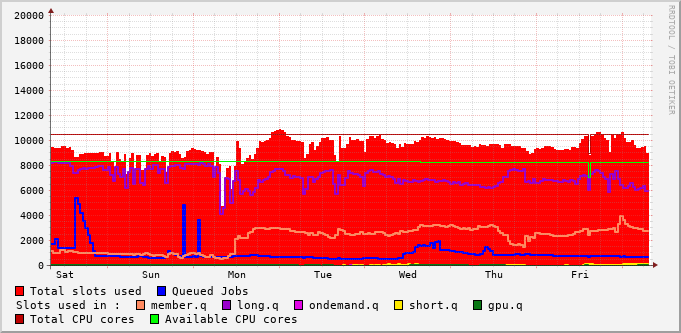 RRDTOOL / TOBI OETIKER
20000
18000
16000
14000
12000
10000
8000
6000
4000
2000
0
Sat Sun Mon Tue Wed Thu Fri
Total slots used Queued Jobs
Slots used in : member.q long.q ondemand.q short.q gpu.q
Total CPU cores Available CPU cores